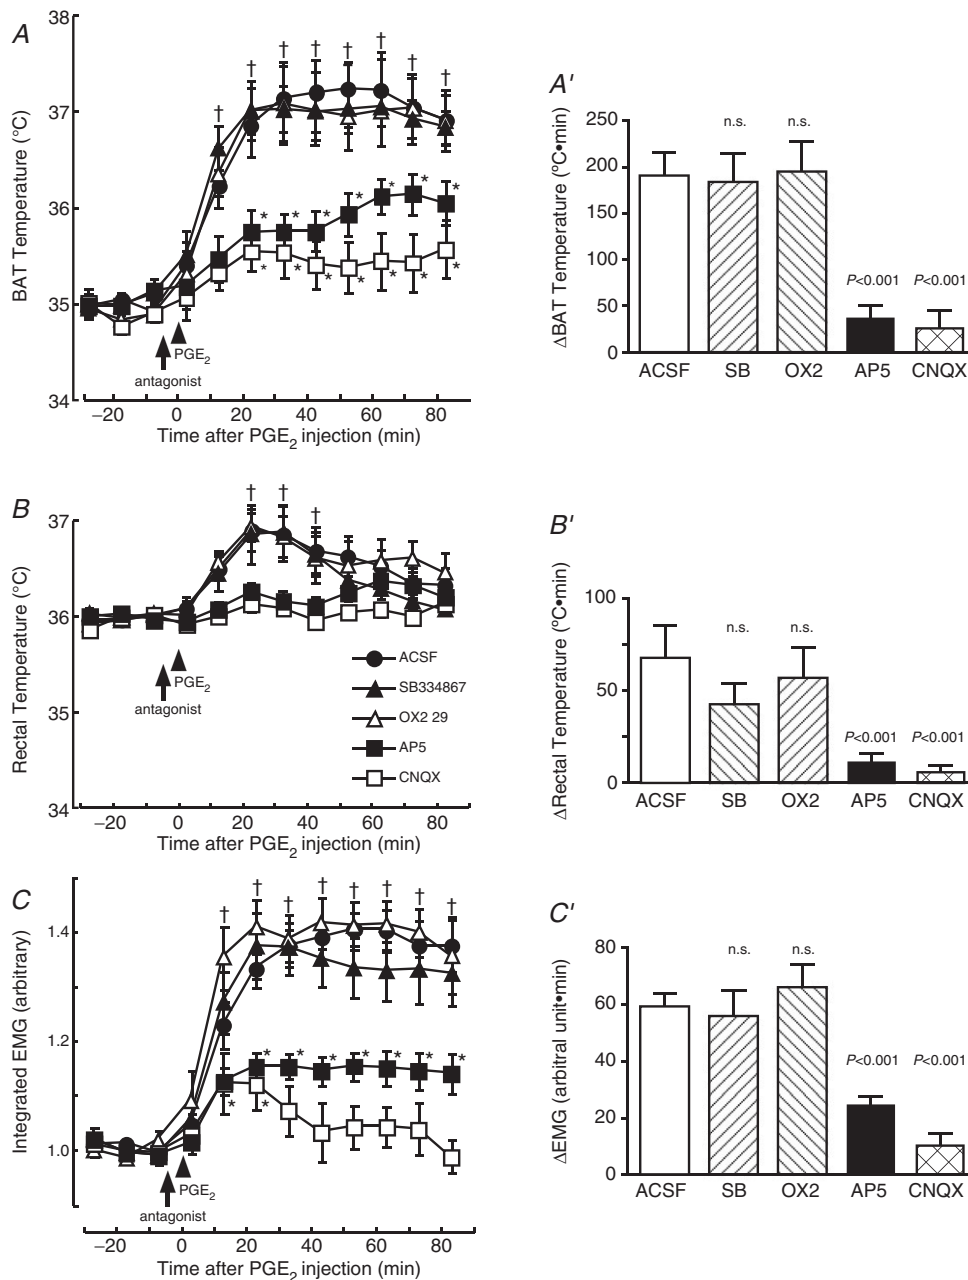 A
BAT Temperature (°C)
38
37
36
35
34
† † † † † † † †
* * * * * * *
* * * * * * *
PGE2
antagonist
−20 0 20 40 60 80
Time after PGE2 injection (min)
A'
ΔBAT Temperature (ºC•min)
250
200
150
100
50
0
n.s. n.s.
P<0.001 P<0.001
ACSF SB OX2 AP5 CNQX
B
Rectal Temperature (°C)
37
36
35
34
† † †
PGE2
antagonist
ACSF
SB334867
OX2 29
AP5
CNQX
−20 0 20 40 60 80
Time after PGE2 injection (min)
B'
ΔRectal Temperature (ºC•min)
100
50
0
n.s. n.s.
P<0.001 P<0.001
ACSF SB OX2 AP5 CNQX
C
Integrated EMG (arbitrary)
1.4
1.2
1.0
† † † † † † † †
* * * * * * *
* *
PGE2
antagonist
−20 0 20 40 60 80
Time after PGE2 injection (min)
C'
ΔEMG (arbitral unit•min)
80
60
40
20
0
n.s. n.s.
P<0.001 P<0.001
ACSF SB OX2 AP5 CNQX